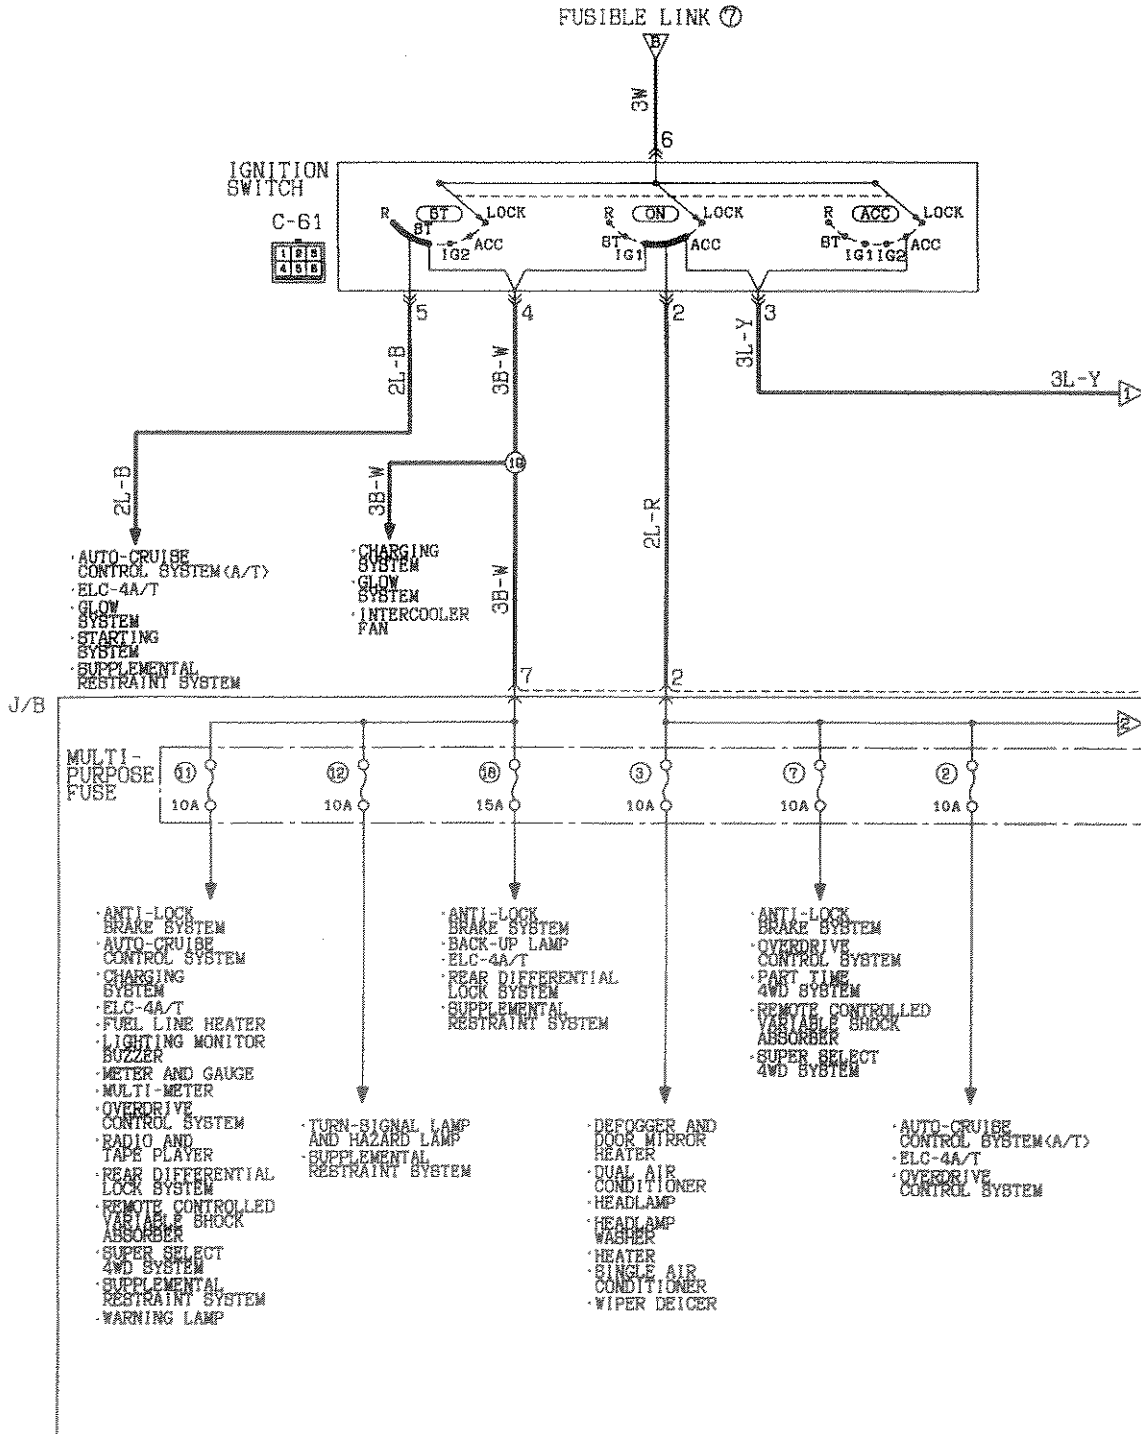 FUSIBLE LINK ⑦
B
3W
6
IGNITION
SWITCH
C-61
1 2 3
4 5 6
R
ST
ST
LOCK
IG2
ACC
R
ON
LOCK
ST
IG1
ACC
R
ACC
LOCK
ST
IG1 IG2
ACC
5
4
2
3
2L-B
3B-W
3L-Y
3L-Y
1
2L-B
3B-W
3B-W
2L-R
·AUTO-CRUISE
CONTROL SYSTEM(A/T)
·ELC-4A/T
·GLOW
SYSTEM
·STARTING
SYSTEM
·SUPPLEMENTAL
RESTRAINT SYSTEM
·CHARGING
SYSTEM
·GLOW
SYSTEM
·INTERCOOLER
FAN
7
2
J/B
2
MULTI-
PURPOSE
FUSE
⑪
10A
⑫
10A
⑱
15A
③
10A
⑦
10A
②
10A
·ANTI-LOCK
BRAKE SYSTEM
·AUTO-CRUISE
CONTROL SYSTEM
·CHARGING
SYSTEM
·ELC-4A/T
·FUEL LINE HEATER
·LIGHTING MONITOR
BUZZER
·METER AND GAUGE
·MULTI-METER
·OVERDRIVE
CONTROL SYSTEM
·RADIO AND
TAPE PLAYER
·REAR DIFFERENTIAL
LOCK SYSTEM
·REMOTE CONTROLLED
VARIABLE SHOCK
ABSORBER
·SUPER SELECT
4WD SYSTEM
·SUPPLEMENTAL
RESTRAINT SYSTEM
·WARNING LAMP
·TURN-SIGNAL LAMP
AND HAZARD LAMP
·SUPPLEMENTAL
RESTRAINT SYSTEM
·ANTI-LOCK
BRAKE SYSTEM
·BACK-UP LAMP
·ELC-4A/T
·REAR DIFFERENTIAL
LOCK SYSTEM
·SUPPLEMENTAL
RESTRAINT SYSTEM
·DEFOGGER AND
DOOR MIRROR
HEATER
·DUAL AIR
CONDITIONER
·HEADLAMP
·HEADLAMP
WASHER
·HEATER
·SINGLE AIR
CONDITIONER
·WIPER DEICER
·ANTI-LOCK
BRAKE SYSTEM
·OVERDRIVE
CONTROL SYSTEM
·PART TIME
4WD SYSTEM
·REMOTE CONTROLLED
VARIABLE SHOCK
ABSORBER
·SUPER SELECT
4WD SYSTEM
·AUTO-CRUISE
CONTROL SYSTEM(A/T)
·ELC-4A/T
·OVERDRIVE
CONTROL SYSTEM